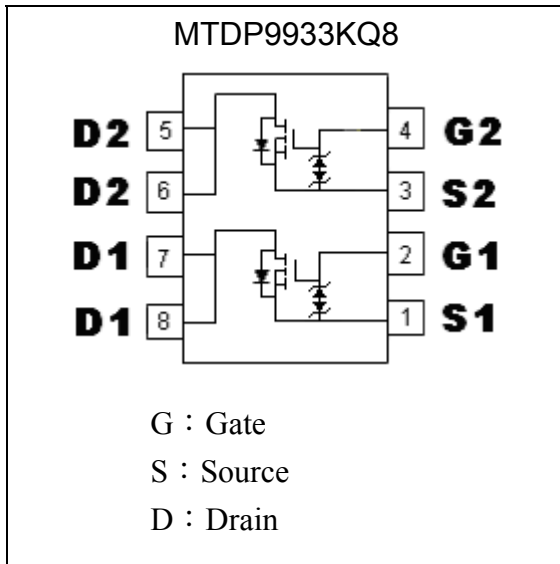 MTDP9933KQ8
D2 5 4 G2
D2 6 3 S2
D1 7 2 G1
D1 8 1 S1
G：Gate
S：Source
D：Drain